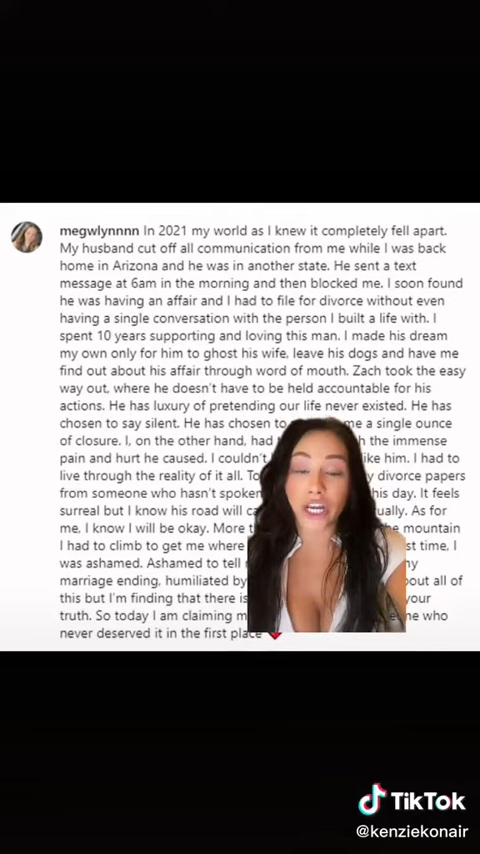 megwlynnnn In 2021 my world as I knew it completely fell apart.
My husband cut off all communication from me while I was back
home in Arizona and he was in another state. He sent a text
message at 6am in the morning and then blocked me. I soon found
he was having an affair and I had to file for divorce without even
having a single conversation with the person I built a life with. I
spent 10 years supporting and loving this man. I made his dream
my own only for him to ghost his wife, leave his dogs and have me
find out about his affair through word of mouth. Zach took the easy
way out, where he doesn't have to be held accountable for his
actions. He has luxury of pretending our life never existed. He has
chosen to say silent. He has chosen to me a single ounce
of closure. I, on the other hand, had the immense
pain and hurt he caused. I couldn't like him. I had to
live through the reality of it all. divorce papers
from someone who hasn't spoken his day. It feels
surreal but I know his road will As for
me, I know I will be okay. More the mountain
I had to climb to get me where time, I
was ashamed. Ashamed to tell
marriage ending, humiliated by all of
this but I'm finding that there is your
truth. So today I am claiming who
never deserved it in the first place
TikTok
@kenziekonair